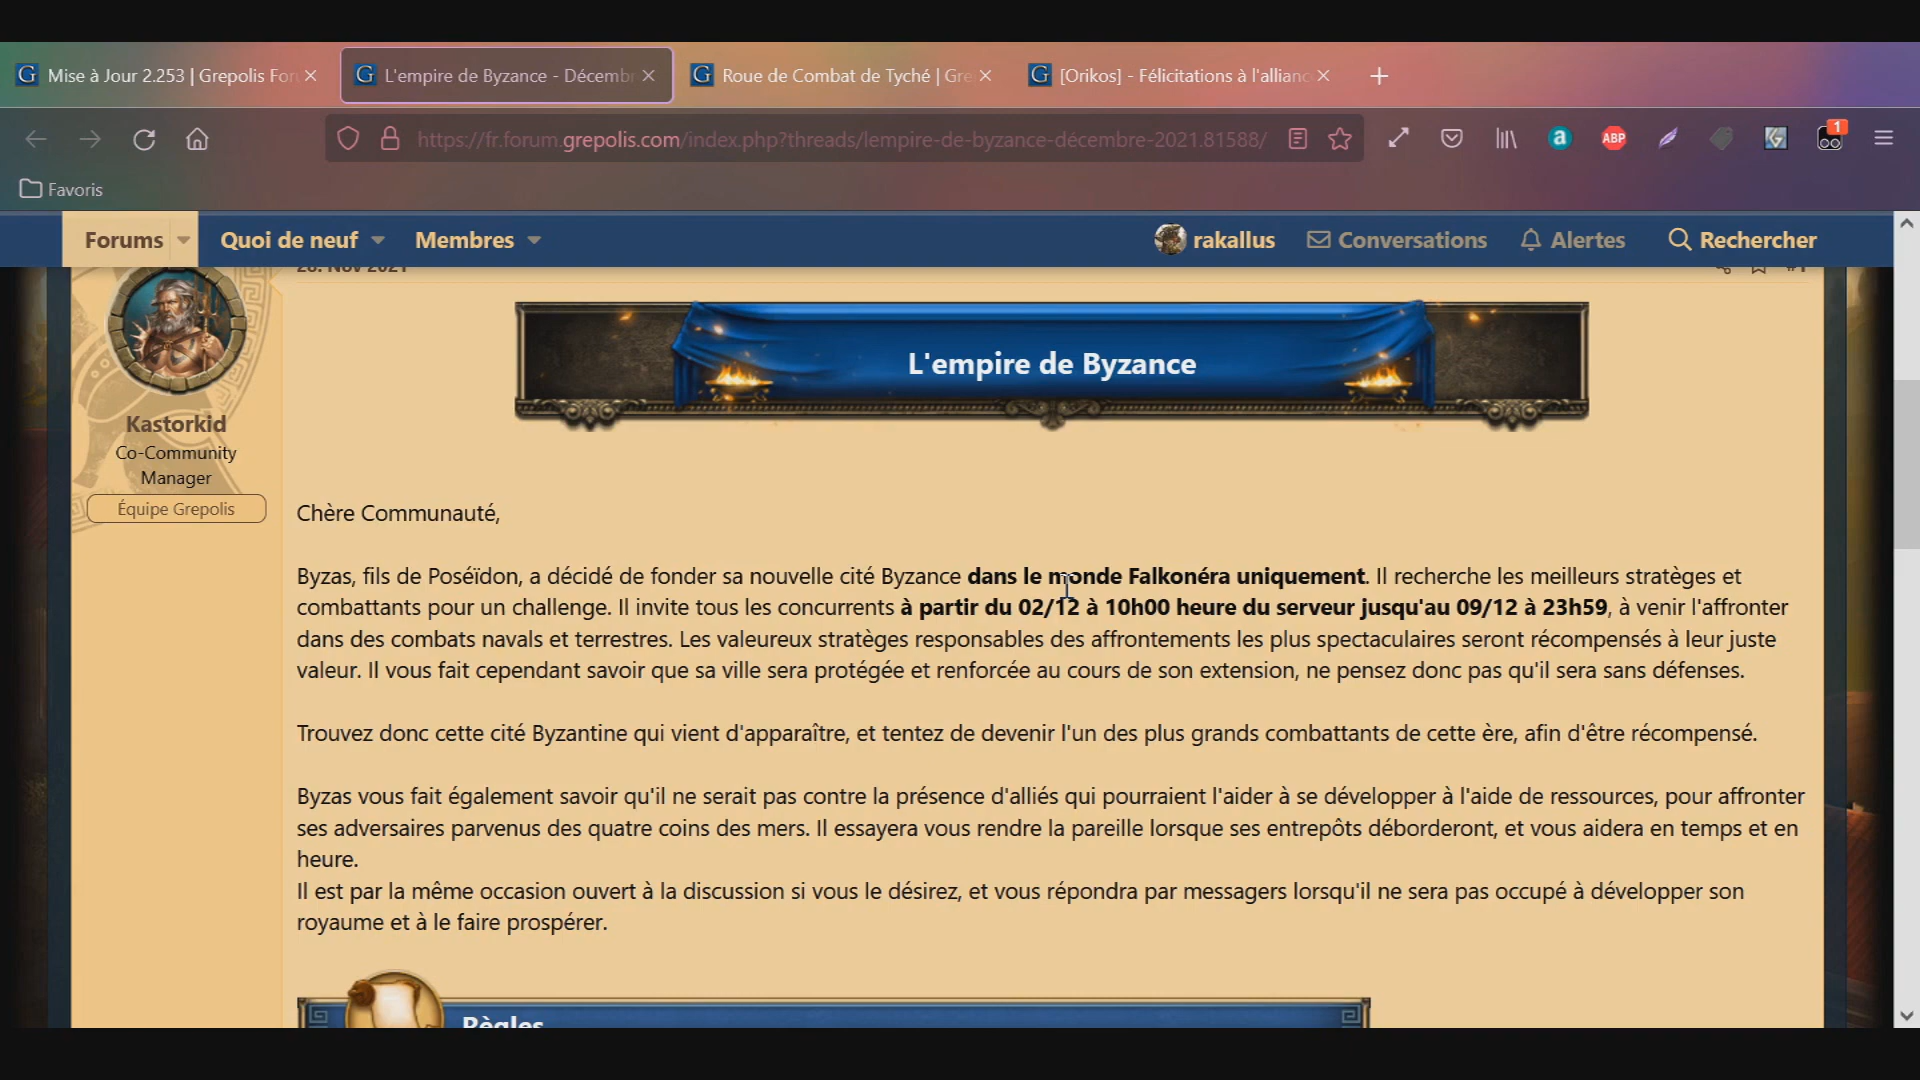 Mise à Jour 2.253 | Grepolis For
L'empire de Byzance - Décemb
Roue de Combat de Tyché | Gre
[Orikos] - Félicitations à l'allianc
https://fr.forum.grepolis.com/index.php?threads/lempire-de-byzance-décembre-2021.81588/
ABP
1
Favoris
Forums
Quoi de neuf
Membres
rakallus
Conversations
Alertes
Rechercher
28. Nov 2021
#1
L'empire de Byzance
Kastorkid
Co-Community
Manager
Équipe Grepolis
Chère Communauté,
Byzas, fils de Poséïdon, a décidé de fonder sa nouvelle cité Byzance dans le monde Falkonéra uniquement. Il recherche les meilleurs stratèges et
combattants pour un challenge. Il invite tous les concurrents à partir du 02/12 à 10h00 heure du serveur jusqu'au 09/12 à 23h59, à venir l'affronter
dans des combats navals et terrestres. Les valeureux stratèges responsables des affrontements les plus spectaculaires seront récompensés à leur juste
valeur. Il vous fait cependant savoir que sa ville sera protégée et renforcée au cours de son extension, ne pensez donc pas qu'il sera sans défenses.
Trouvez donc cette cité Byzantine qui vient d'apparaître, et tentez de devenir l'un des plus grands combattants de cette ère, afin d'être récompensé.
Byzas vous fait également savoir qu'il ne serait pas contre la présence d'alliés qui pourraient l'aider à se développer à l'aide de ressources, pour affronter
ses adversaires parvenus des quatre coins des mers. Il essayera vous rendre la pareille lorsque ses entrepôts déborderont, et vous aidera en temps et en
heure.
Il est par la même occasion ouvert à la discussion si vous le désirez, et vous répondra par messagers lorsqu'il ne sera pas occupé à développer son
royaume et à le faire prospérer.
Règles